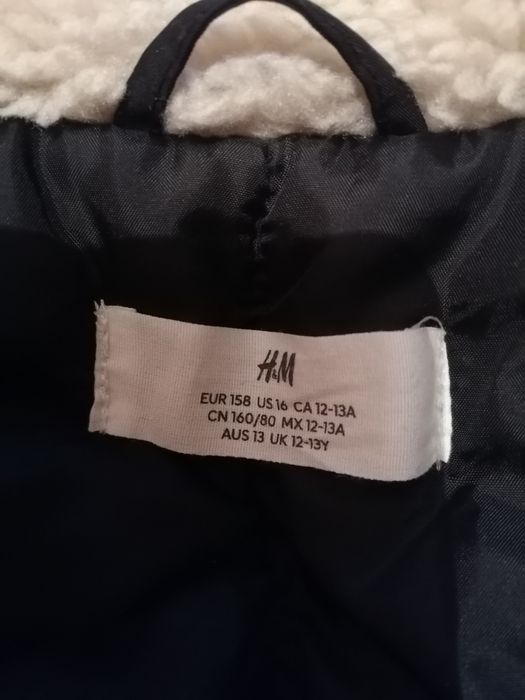 H&M
EUR 158 US 16 CA 12-13A
CN 160/80 MX 12-13A
AUS 13 UK 12-13Y